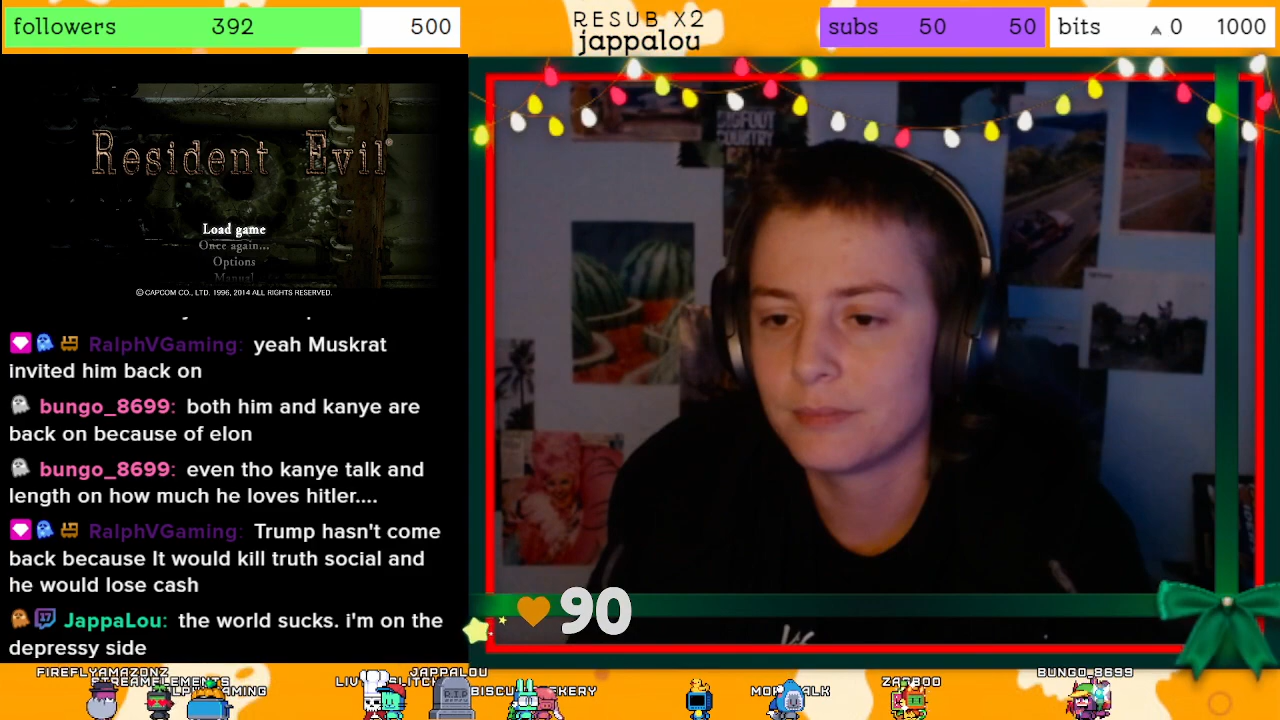 followers 392 500
RESUB X2
jappalou
subs 50 50
bits 0 1000
Resident Evil
Load game
Once again...
Options
Manual
© CAPCOM CO., LTD. 1996, 2014 ALL RIGHTS RESERVED.
BIGFOOT
COUNTRY
RalphVGaming: yeah Muskrat
invited him back on
bungo_8699: both him and kanye are
back on because of elon
bungo_8699: even tho kanye talk and
length on how much he loves hitler....
RalphVGaming: Trump hasn't come
back because It would kill truth social and
he would lose cash
JappaLou: the world sucks. i'm on the
depressy side
90
FIREFLYAMAZONZ
STREAMELEMENTS
JAPPALOU
R.I.P
BUNGO_8699